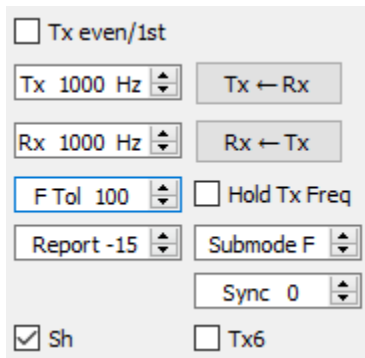 Tx even/1st
Tx 1000 Hz Tx ← Rx
Rx 1000 Hz Rx ← Tx
F Tol 100 Hold Tx Freq
Report -15 Submode F
Sync 0
Sh Tx6